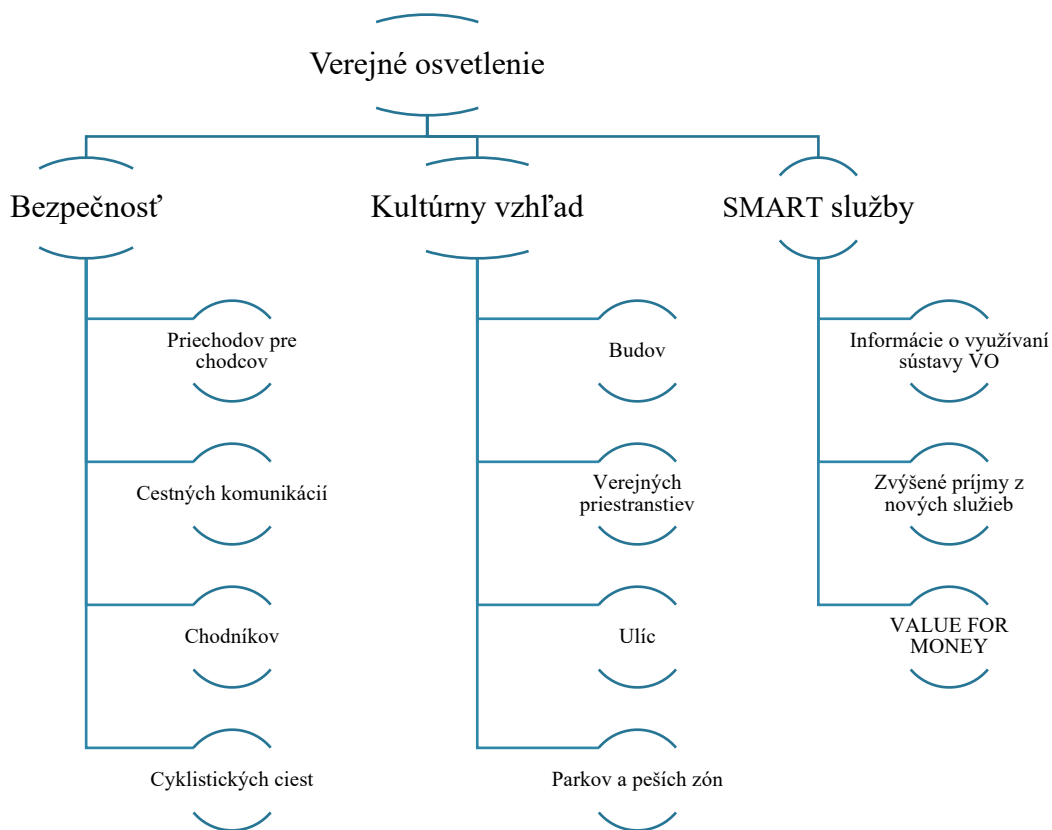 Verejné osvetlenie
Bezpečnosť
Kultúrny vzhľad
SMART služby
Priechodov pre
chodcov
Budov
Informácie o využívaní
sústavy VO
Cestných komunikácií
Verejných
priestranstiev
Zvýšené príjmy z
nových služieb
Chodníkov
Ulíc
VALUE FOR
MONEY
Cyklistických ciest
Parkov a peších zón